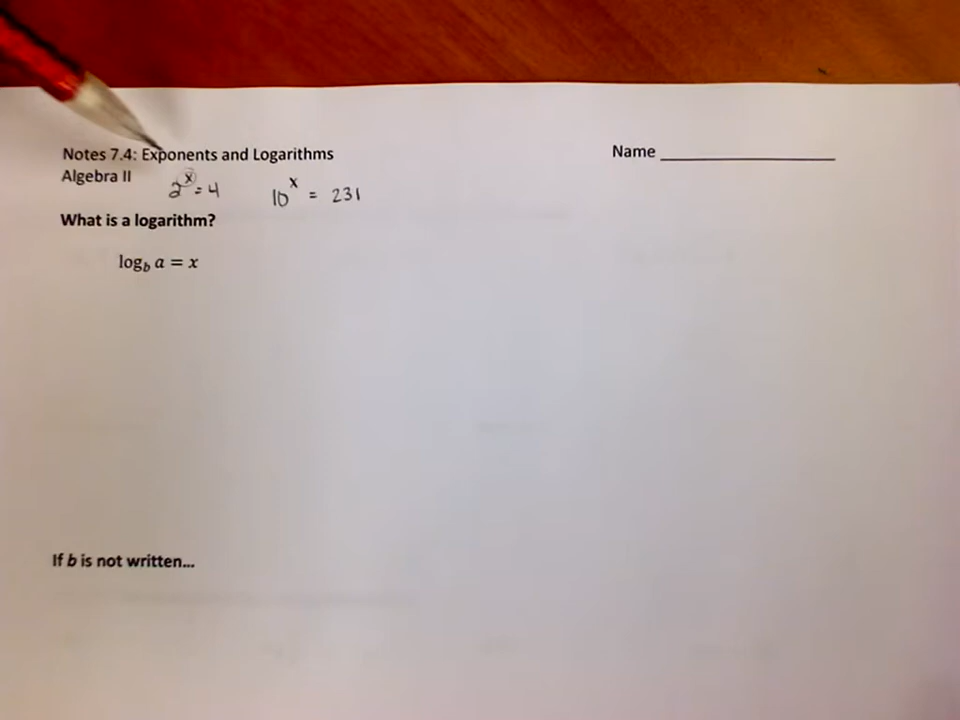 Notes 7.4: Exponents and Logarithms
Name ____________________
Algebra II
2^x = 4    10^x = 231
What is a logarithm?
log_b a = x
If b is not written...